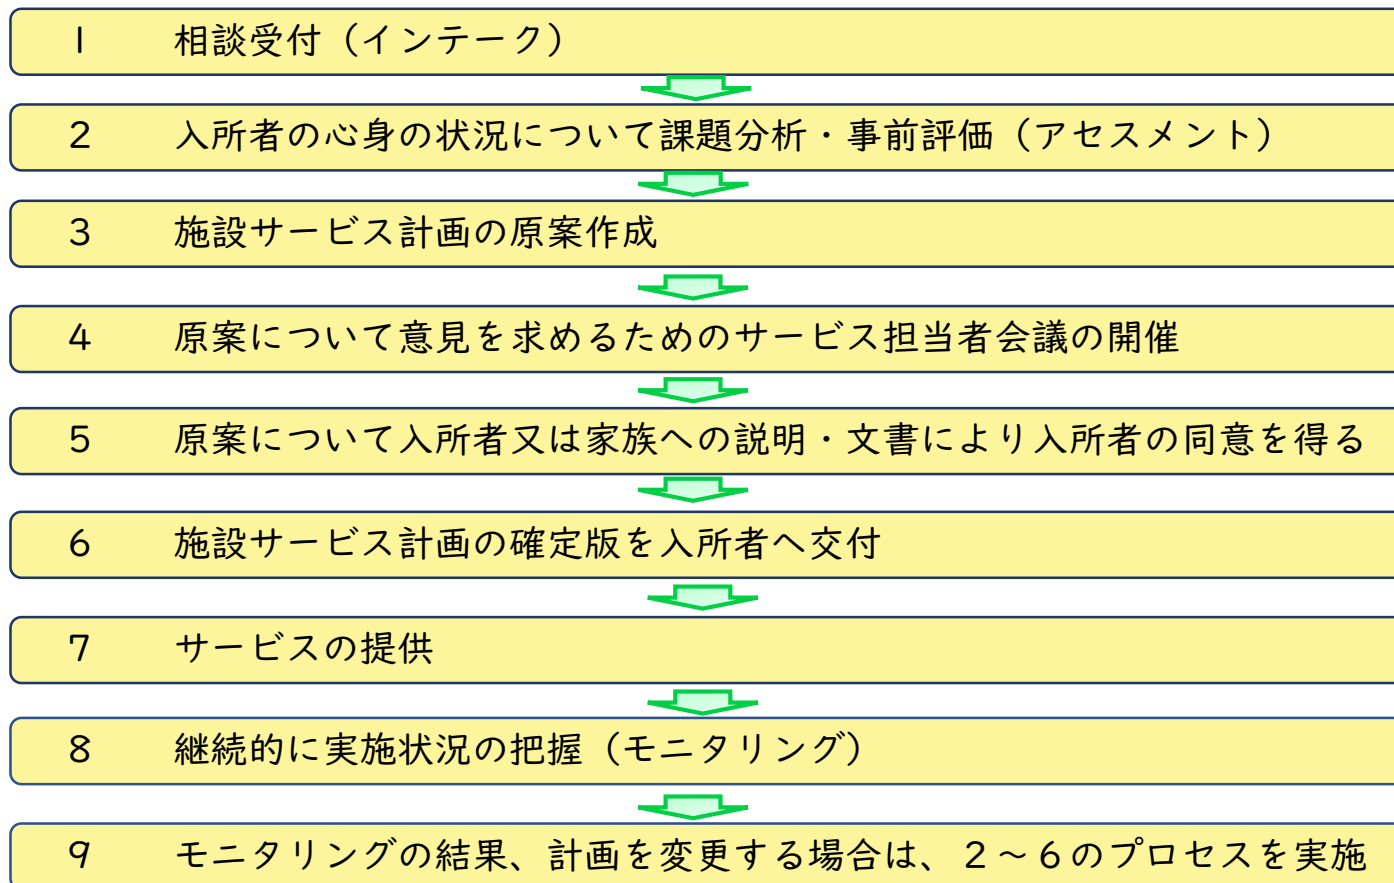 1 相談受付（インテーク）
2 入所者の心身の状況について課題分析・事前評価（アセスメント）
3 施設サービス計画の原案作成
4 原案について意見を求めるためのサービス担当者会議の開催
5 原案について入所者又は家族への説明・文書により入所者の同意を得る
6 施設サービス計画の確定版を入所者へ交付
7 サービスの提供
8 継続的に実施状況の把握（モニタリング）
9 モニタリングの結果、計画を変更する場合は、２～６のプロセスを実施